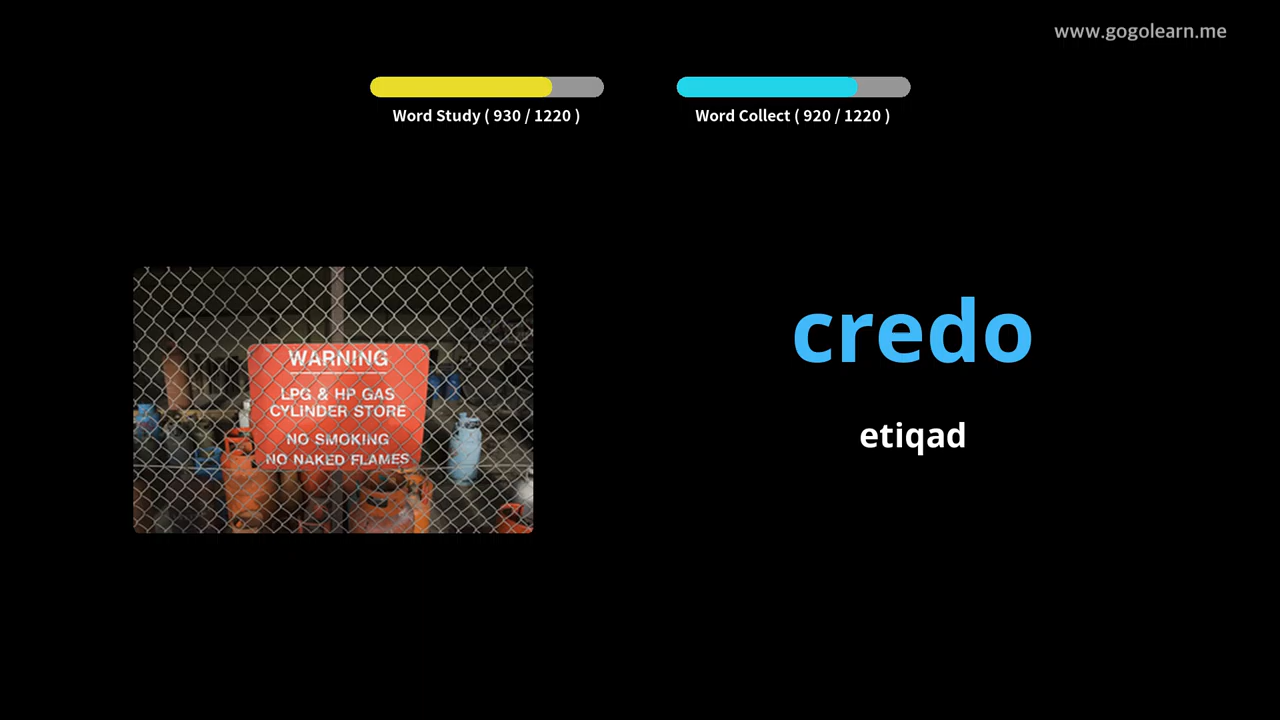 www.gogolearn.me
Word Study ( 930 / 1220 )
Word Collect ( 920 / 1220 )
WARNING
LPG & HP GAS
CYLINDER STORE
NO SMOKING
NO NAKED FLAMES
credo
etiqad